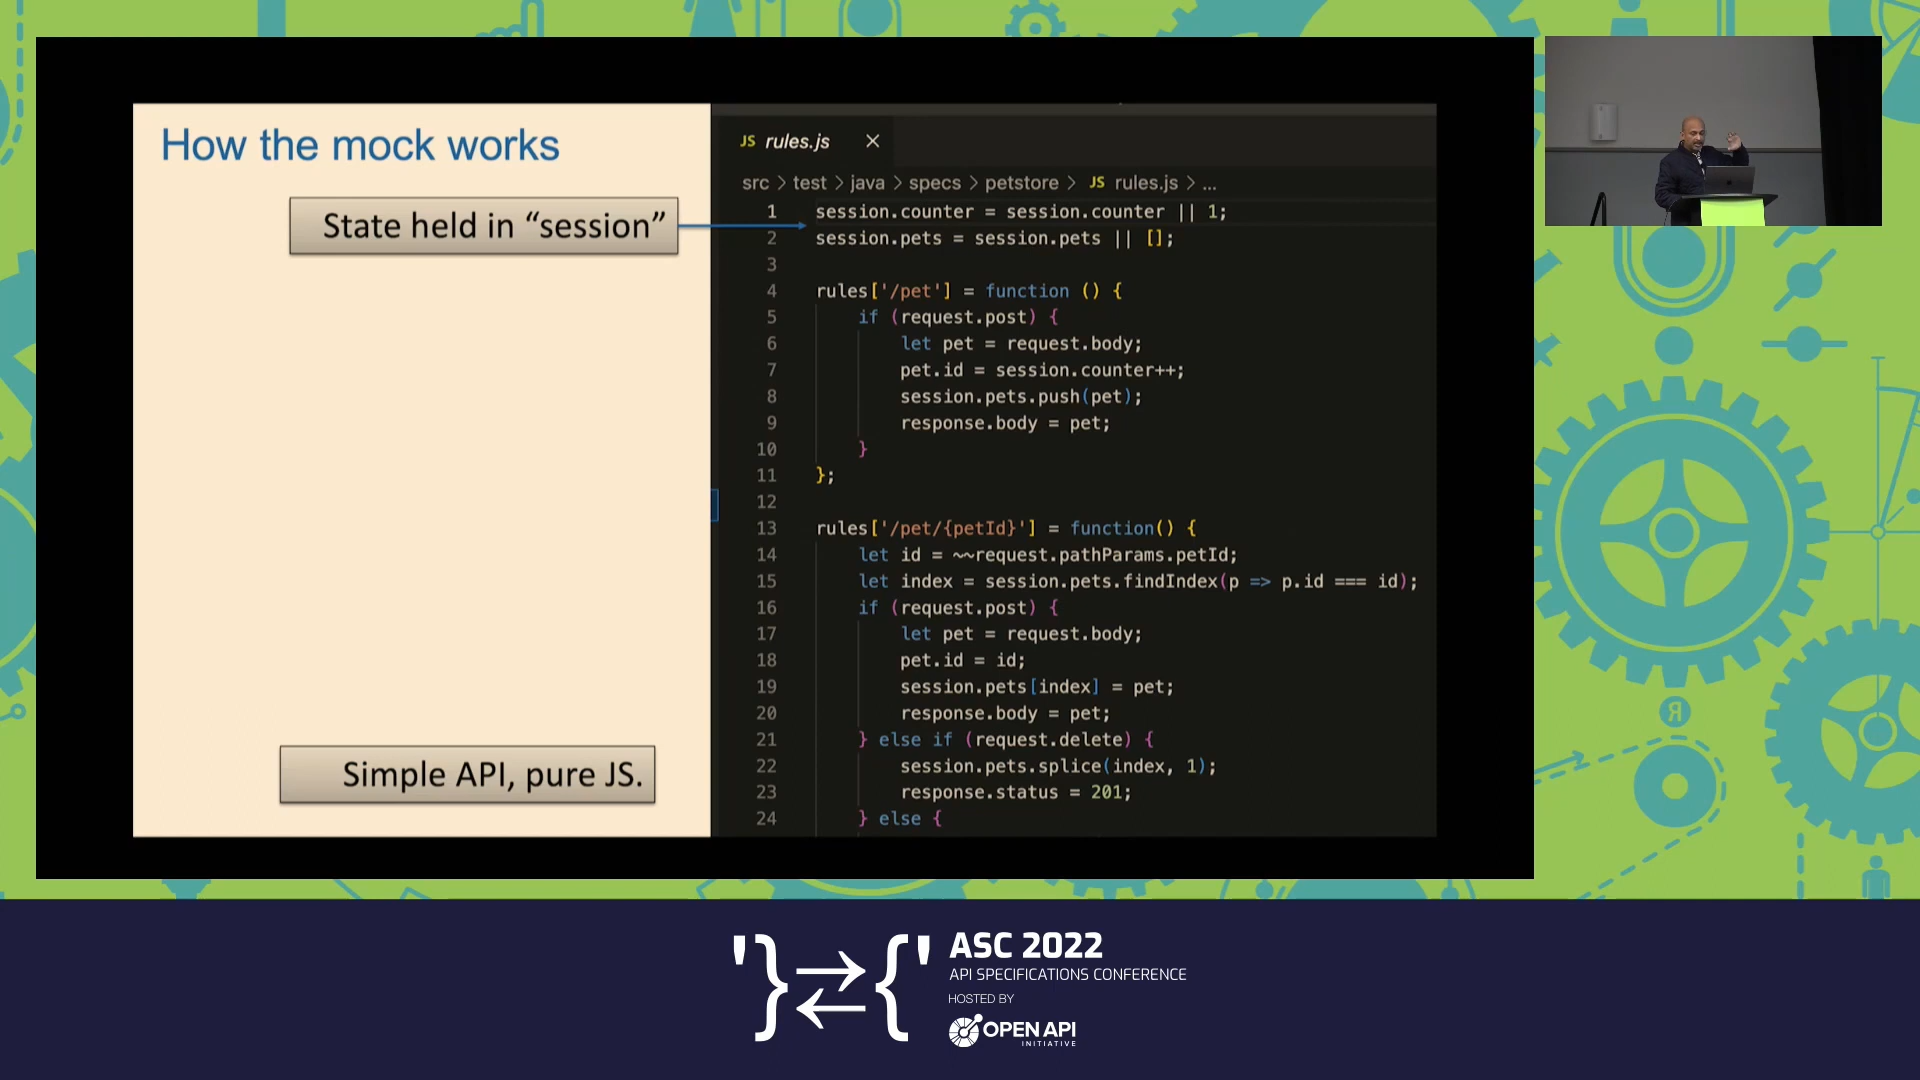 How the mock works
State held in “session”
Simple API, pure JS.
JS rules.js ×
src > test > java > specs > petstore > JS rules.js > ...
1 session.counter = session.counter || 1;
2 session.pets = session.pets || [];
3
4 rules['/pet'] = function () {
5 if (request.post) {
6 let pet = request.body;
7 pet.id = session.counter++;
8 session.pets.push(pet);
9 response.body = pet;
10 }
11 };
12
13 rules['/pet/{petId}'] = function() {
14 let id = ~~request.pathParams.petId;
15 let index = session.pets.findIndex(p => p.id === id);
16 if (request.post) {
17 let pet = request.body;
18 pet.id = id;
19 session.pets[index] = pet;
20 response.body = pet;
21 } else if (request.delete) {
22 session.pets.splice(index, 1);
23 response.status = 201;
24 } else {
'}⇄{'
ASC 2022
API SPECIFICATIONS CONFERENCE
HOSTED BY
OPENAPI
INITIATIVE